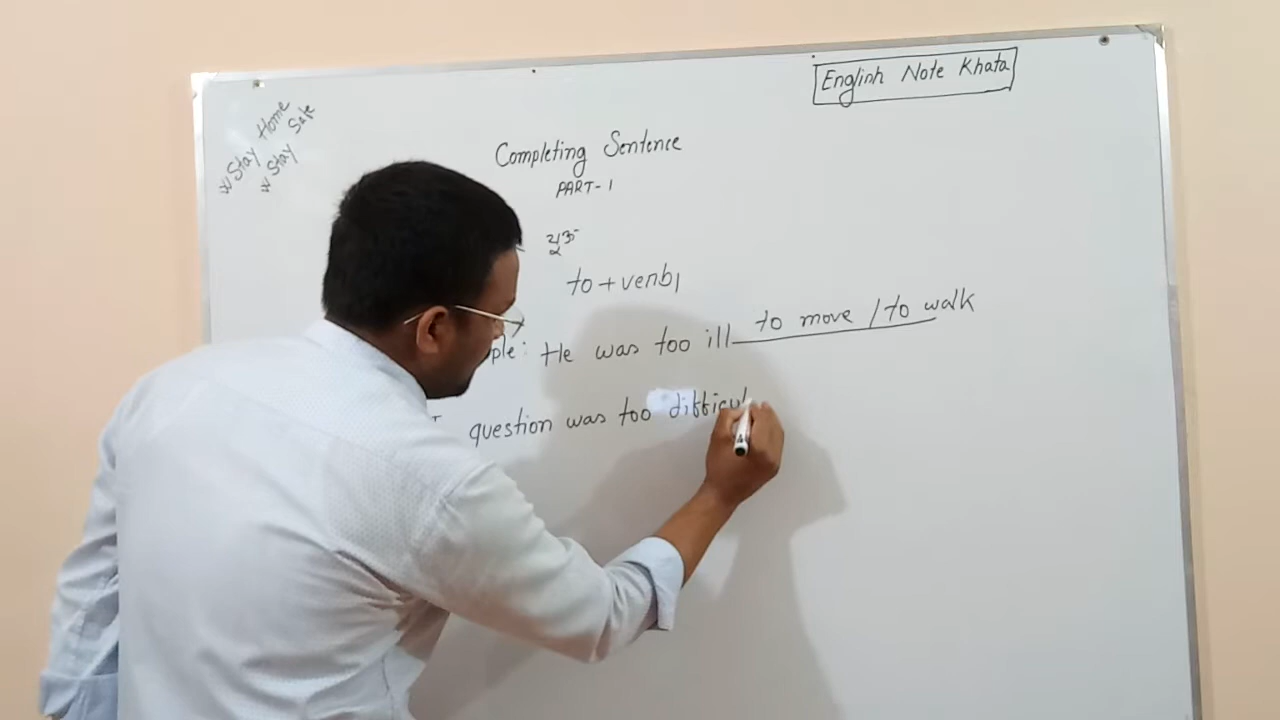 English Note Khata
w Stay Home
w Stay Safe
Completing Sentence
PART-1
to + verb1
ple: He was too ill to move / to walk
question was too difficul